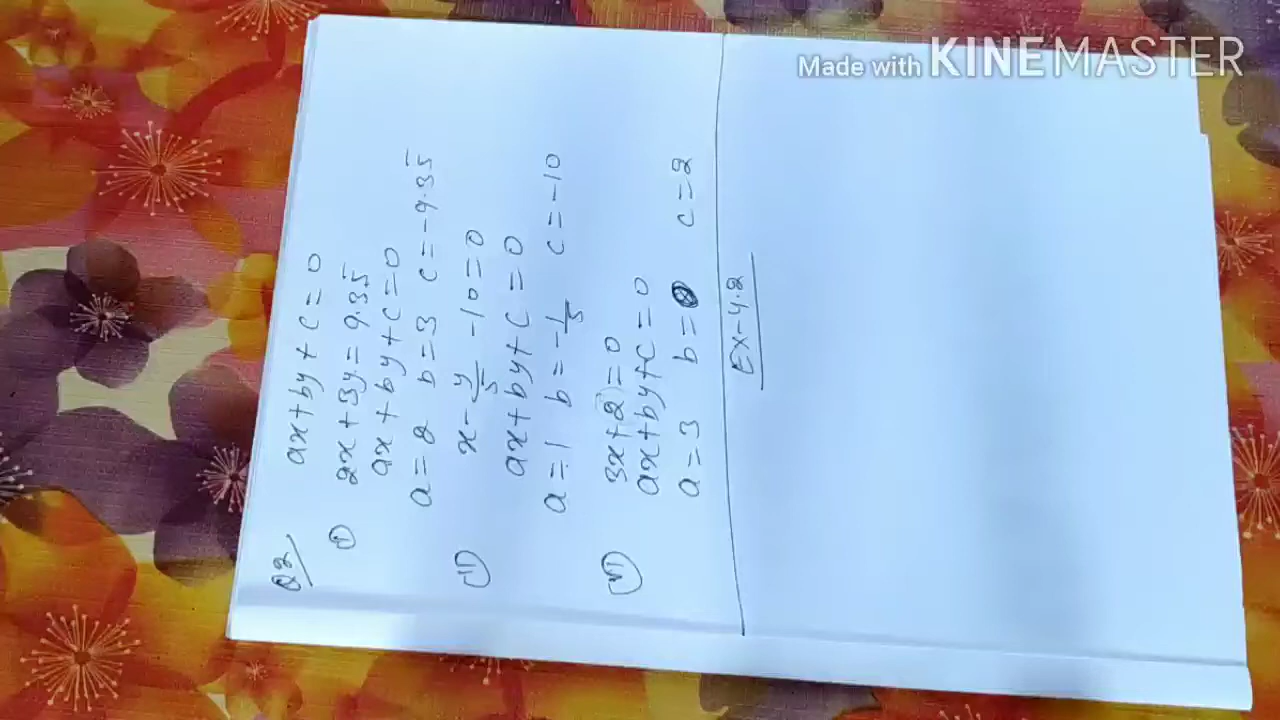 Made with KINEMASTER
Q2 ax+by+c=0
(i) 2x+3y=9.35̅
ax+by+c=0
a=2 b=3 c=-9.35̅
(ii) x-y/5-10=0
ax+by+c=0
a=1 b=-1/5 c=-10
(vi) 3x+2=0
ax+by+c=0
a=3 b=0 c=2
Ex-4.2